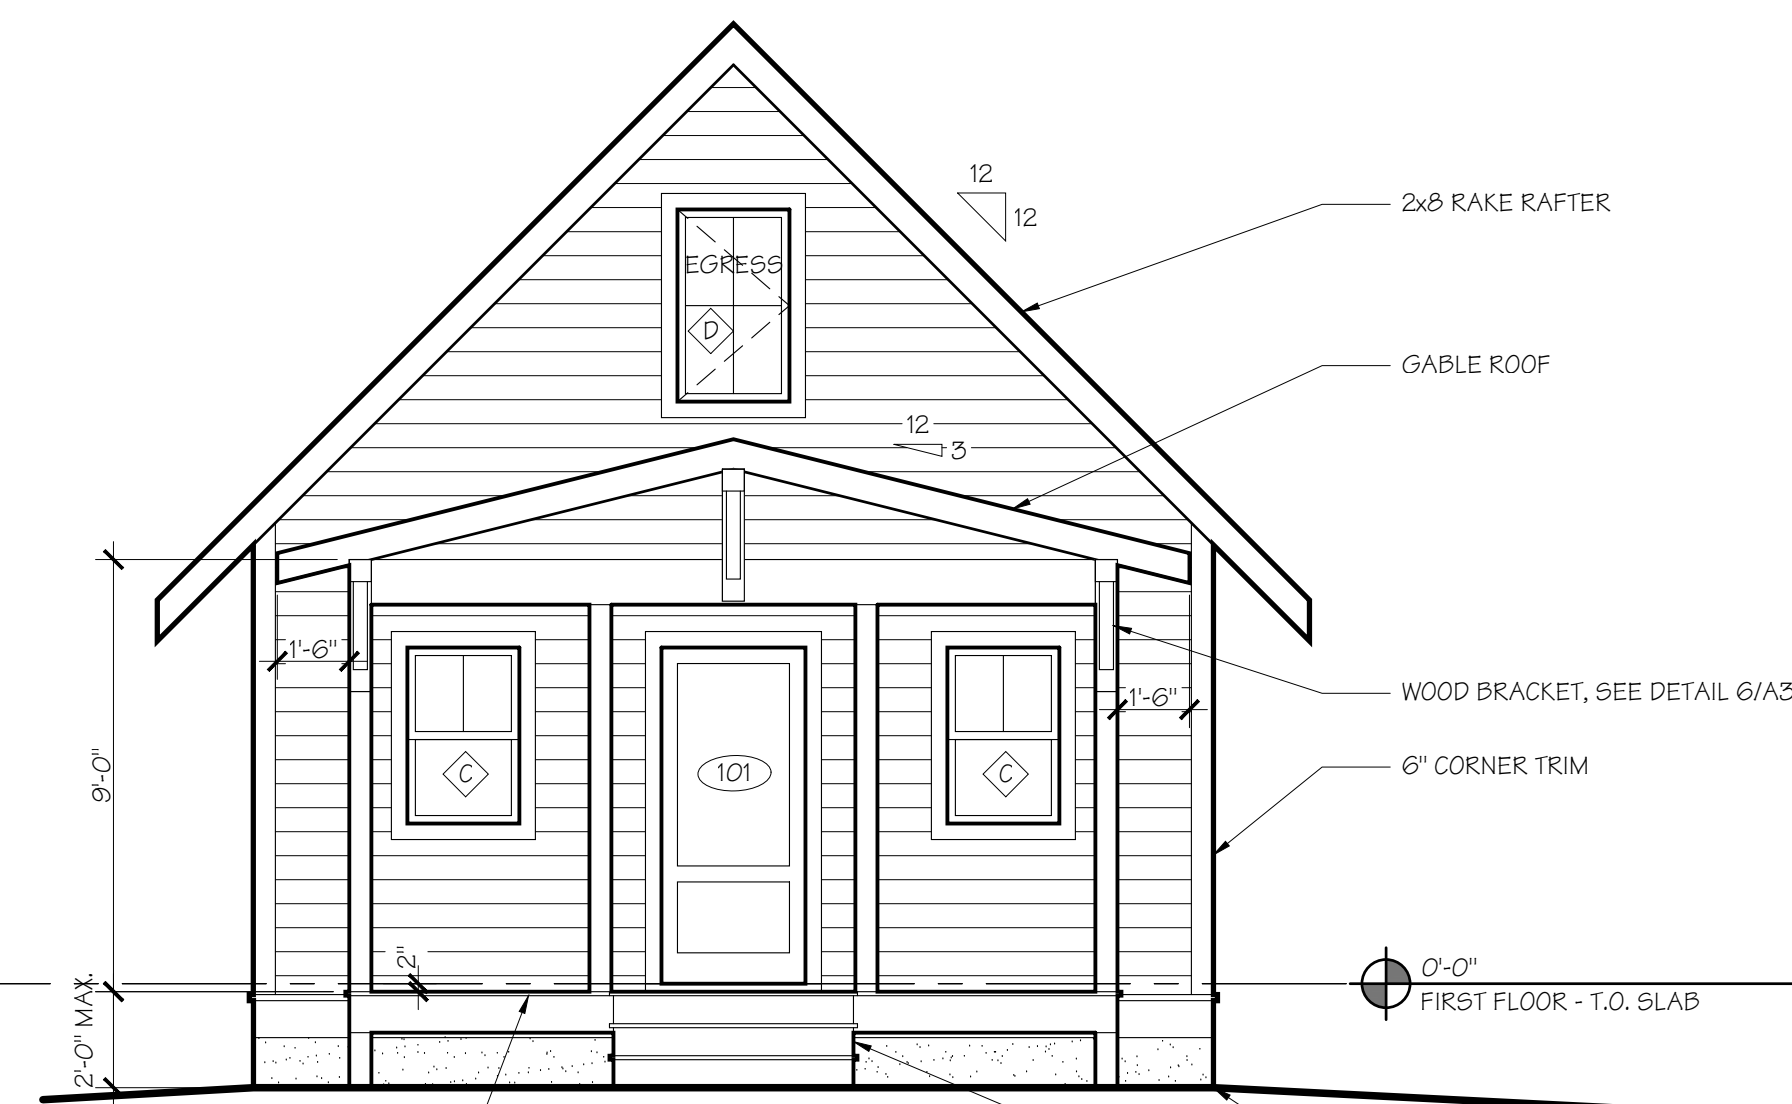 12
12
2x8 RAKE RAFTER
EGRESS
D
GABLE ROOF
12
3
1'-6"
WOOD BRACKET, SEE DETAIL 6/A3
1'-6"
6" CORNER TRIM
C
101
C
9'-0"
2"
2'-0" MAX.
0'-0"
FIRST FLOOR - T.O. SLAB